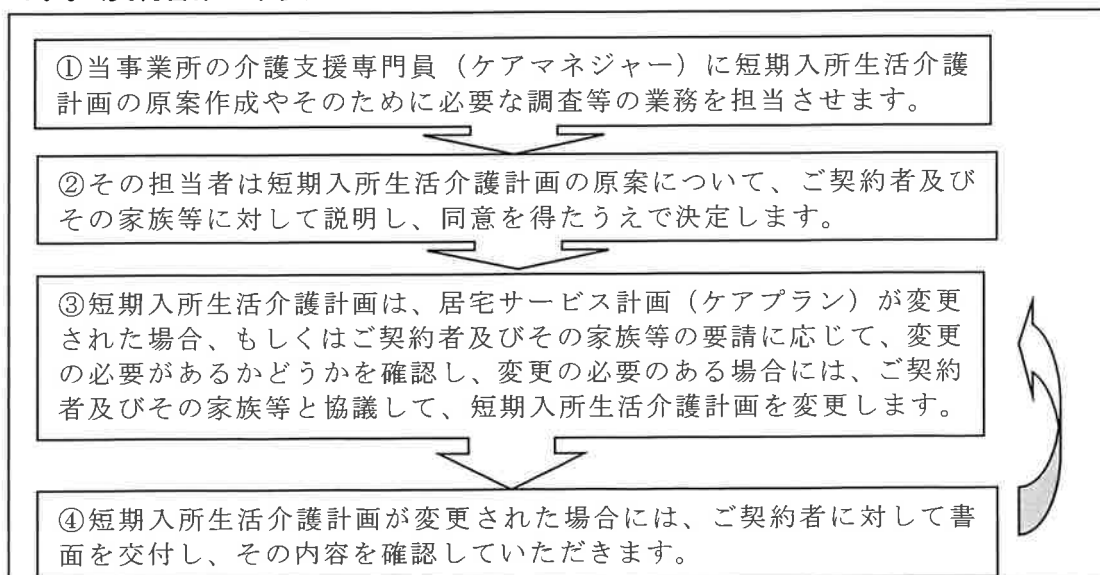 ①当事業所の介護支援専門員（ケアマネジャー）に短期入所生活介護
計画の原案作成やそのために必要な調査等の業務を担当させます。
②その担当者は短期入所生活介護計画の原案について、ご契約者及び
その家族等に対して説明し、同意を得たうえで決定します。
③短期入所生活介護計画は、居宅サービス計画（ケアプラン）が変更
された場合、もしくはご契約者及びその家族等の要請に応じて、変更
の必要があるかどうかを確認し、変更の必要のある場合には、ご契約
者及びその家族等と協議して、短期入所生活介護計画を変更します。
④短期入所生活介護計画が変更された場合には、ご契約者に対して書
面を交付し、その内容を確認していただきます。